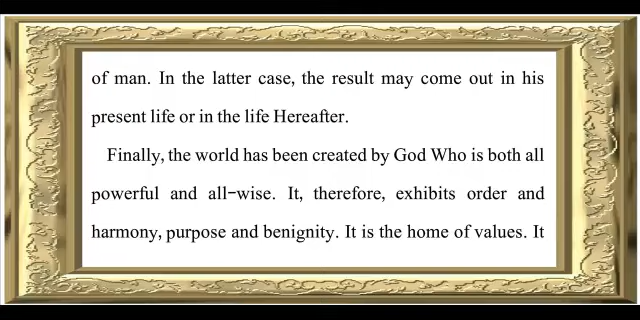 of man. In the latter case, the result may come out in his
present life or in the life Hereafter.
Finally, the world has been created by God Who is both all
powerful and all-wise. It, therefore, exhibits order and
harmony, purpose and benignity. It is the home of values. It